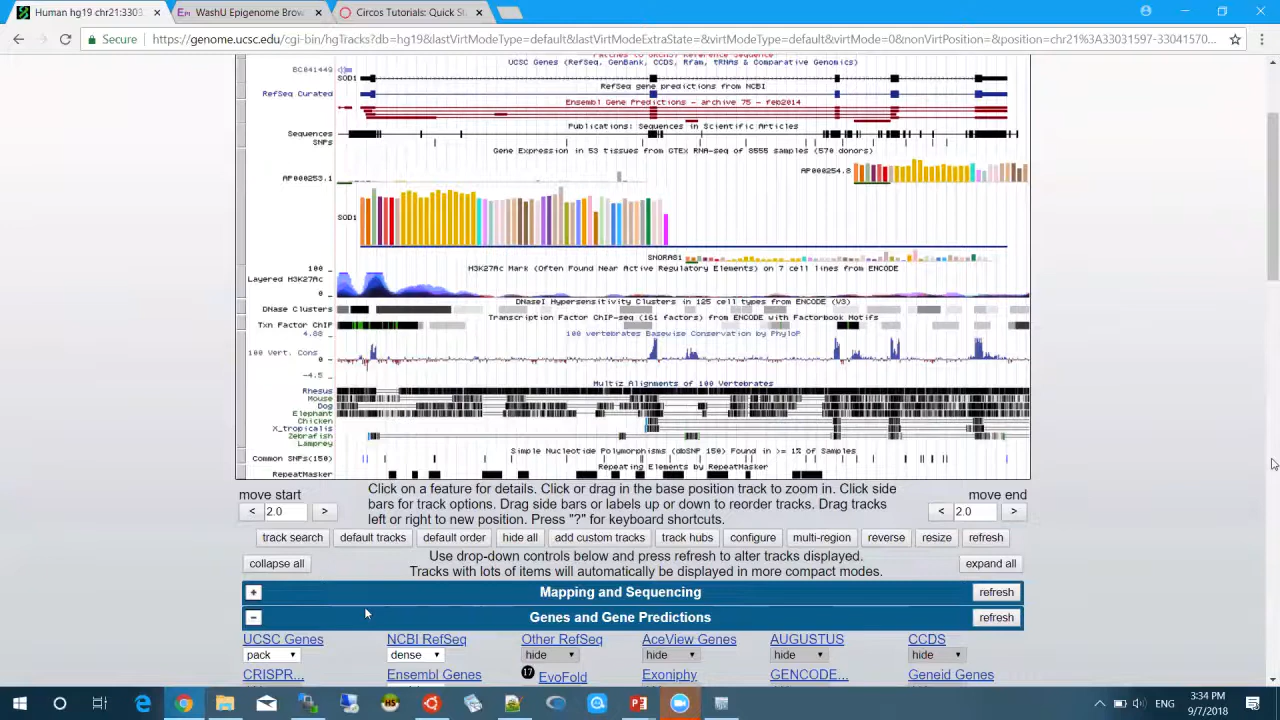 Human hg19 chr21:3303
WashU Epigenome Brow
Circos Tutorials: Quick St
Secure
https://genome.ucsc.edu/cgi-bin/hgTracks?db=hg19&lastVirtModeType=default&lastVirtModeExtraState=&virtModeType=default&virtMode=0&nonVirtPosition=&position=chr21%3A33031597-33041570...
UCSC Genes (RefSeq, GenBank, CCDS, Rfam, tRNAs & Comparative Genomics)
BC041449
SOD1
RefSeq gene predictions from NCBI
RefSeq Curated
Ensembl Gene Predictions - archive 75 - feb2014
Publications: Sequences in Scientific Articles
Sequences
SNPs
Gene Expression in 53 tissues from GTEx RNA-seq of 8555 samples (570 donors)
AP000253.1
AP000254.8
SOD1
SNORA81
H3K27Ac Mark (Often Found Near Active Regulatory Elements) on 7 cell lines from ENCODE
100 _
Layered H3K27Ac
0 _
DNaseI Hypersensitivity Clusters in 125 cell types from ENCODE (V3)
DNase Clusters
Transcription Factor ChIP-seq (161 factors) from ENCODE with Factorbook Motifs
Txn Factor ChIP
100 vertebrates Basewise Conservation by PhyloP
4.88 _
100 Vert. Cons
0 -
-4.5 _
Multiz Alignments of 100 Vertebrates
Rhesus
Mouse
Dog
Elephant
Chicken
X_tropicalis
Zebrafish
Lamprey
Simple Nucleotide Polymorphisms (dbSNP 150) Found in >= 1% of Samples
Common SNPs(150)
Repeating Elements by RepeatMasker
RepeatMasker
move start
< 2.0 >
Click on a feature for details. Click or drag in the base position track to zoom in. Click side
bars for track options. Drag side bars or labels up or down to reorder tracks. Drag tracks
left or right to new position. Press "?" for keyboard shortcuts.
move end
< 2.0 >
track search default tracks default order hide all add custom tracks track hubs configure multi-region reverse resize refresh
collapse all
Use drop-down controls below and press refresh to alter tracks displayed.
Tracks with lots of items will automatically be displayed in more compact modes.
expand all
+ Mapping and Sequencing refresh
- Genes and Gene Predictions refresh
UCSC Genes NCBI RefSeq Other RefSeq AceView Genes AUGUSTUS CCDS
pack dense hide hide hide hide
CRISPR... Ensembl Genes 17 EvoFold Exoniphy GENCODE... Geneid Genes
ENG
3:34 PM
9/7/2018